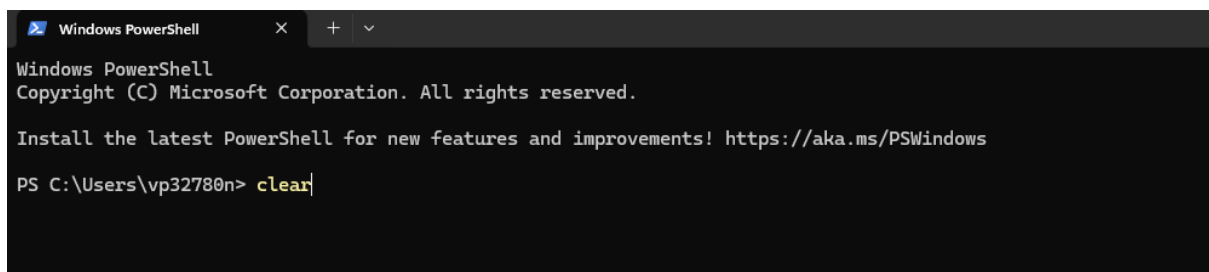 Windows PowerShell
Windows PowerShell
Copyright (C) Microsoft Corporation. All rights reserved.
Install the latest PowerShell for new features and improvements! https://aka.ms/PSWindows
PS C:\Users\vp32780n> clear